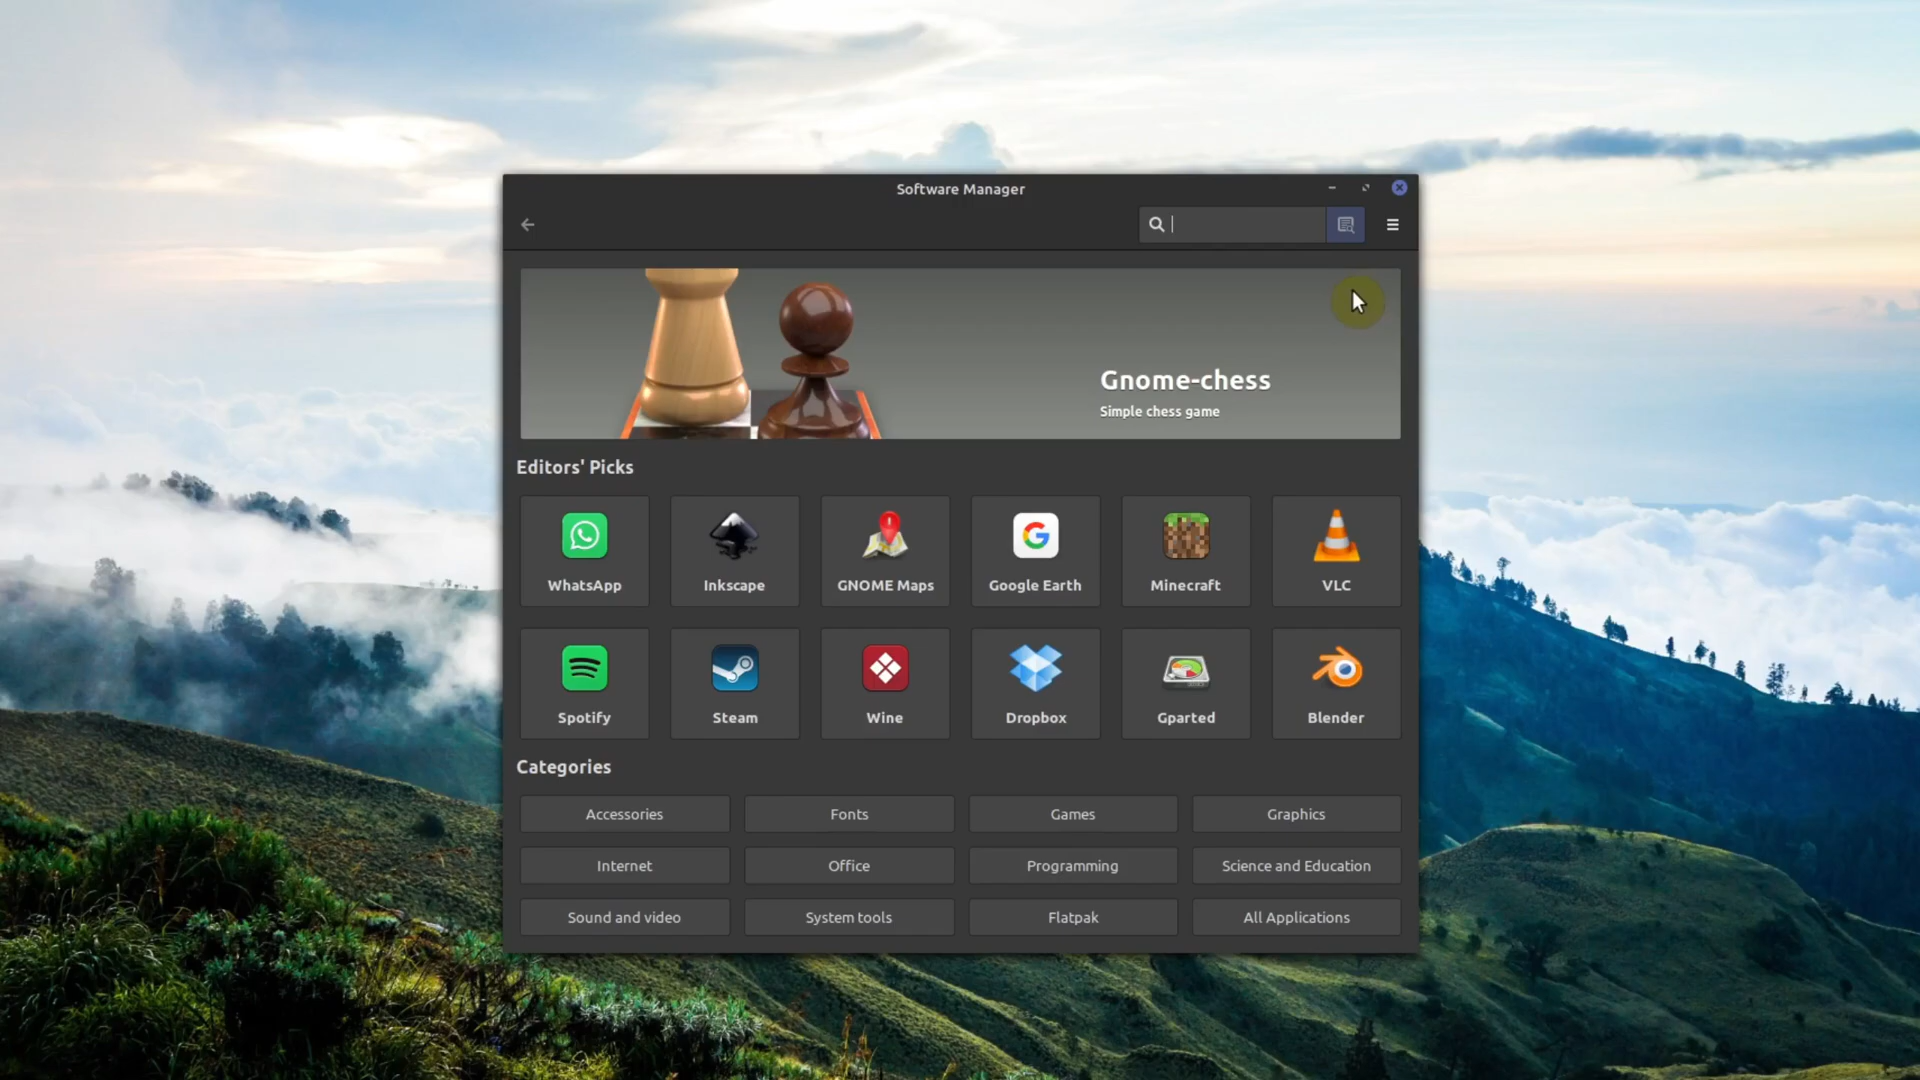 Software Manager
Gnome-chess
Simple chess game
Editors' Picks
WhatsApp
Inkscape
GNOME Maps
Google Earth
Minecraft
VLC
Spotify
Steam
Wine
Dropbox
Gparted
Blender
Categories
Accessories
Fonts
Games
Graphics
Internet
Office
Programming
Science and Education
Sound and video
System tools
Flatpak
All Applications